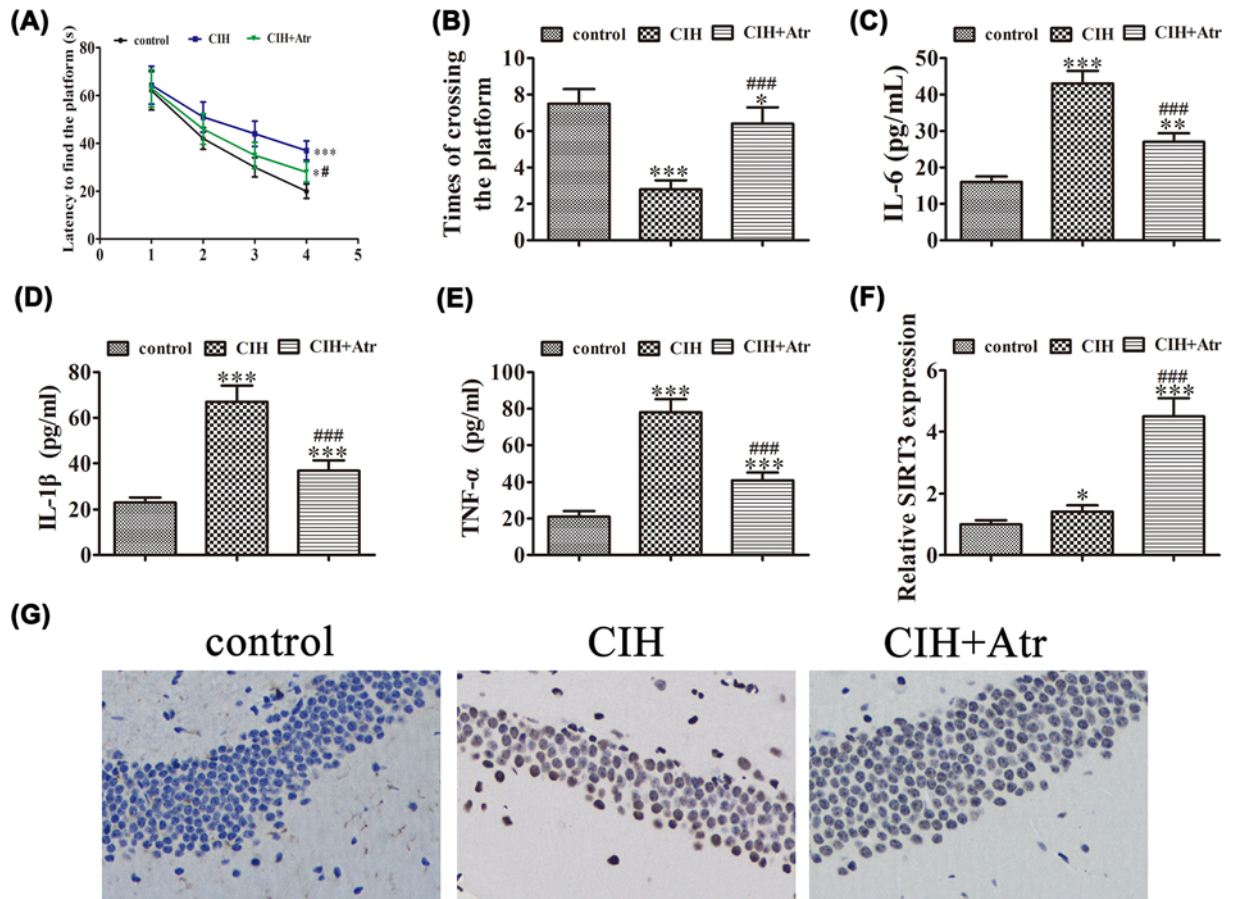 (A)
control CIH CIH+Atr
Latency to find the platform (s)
80
60
40
20
0
0 1 2 3 4 5
***
*#
(B)
control CIH CIH+Atr
Times of crossing
the platform
8
6
4
2
0
***
###
*
(C)
control CIH CIH+Atr
IL-6 (pg/mL)
50
40
30
20
10
0
***
###
**
(D)
control CIH CIH+Atr
IL-1β (pg/ml)
80
60
40
20
0
***
###
***
(E)
control CIH CIH+Atr
TNF-α (pg/ml)
100
80
60
40
20
0
***
###
***
(F)
control CIH CIH+Atr
Relative SIRT3 expression
6
4
2
0
*
###
***
(G)
control CIH CIH+Atr